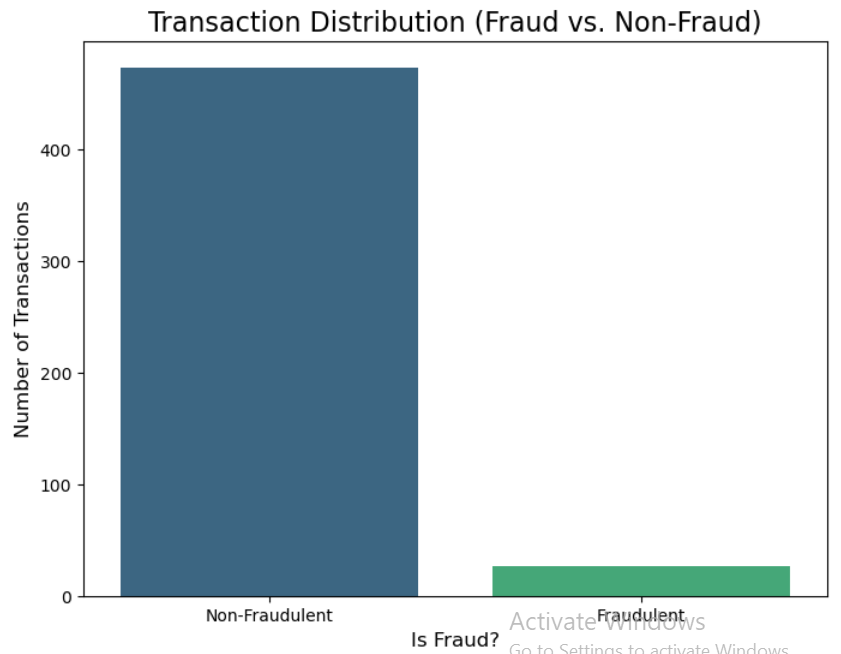 Transaction Distribution (Fraud vs. Non-Fraud)
Number of Transactions
400
300
200
100
0
Non-Fraudulent
Fraudulent
Is Fraud?
Activate Windows
Go to Settings to activate Windows.